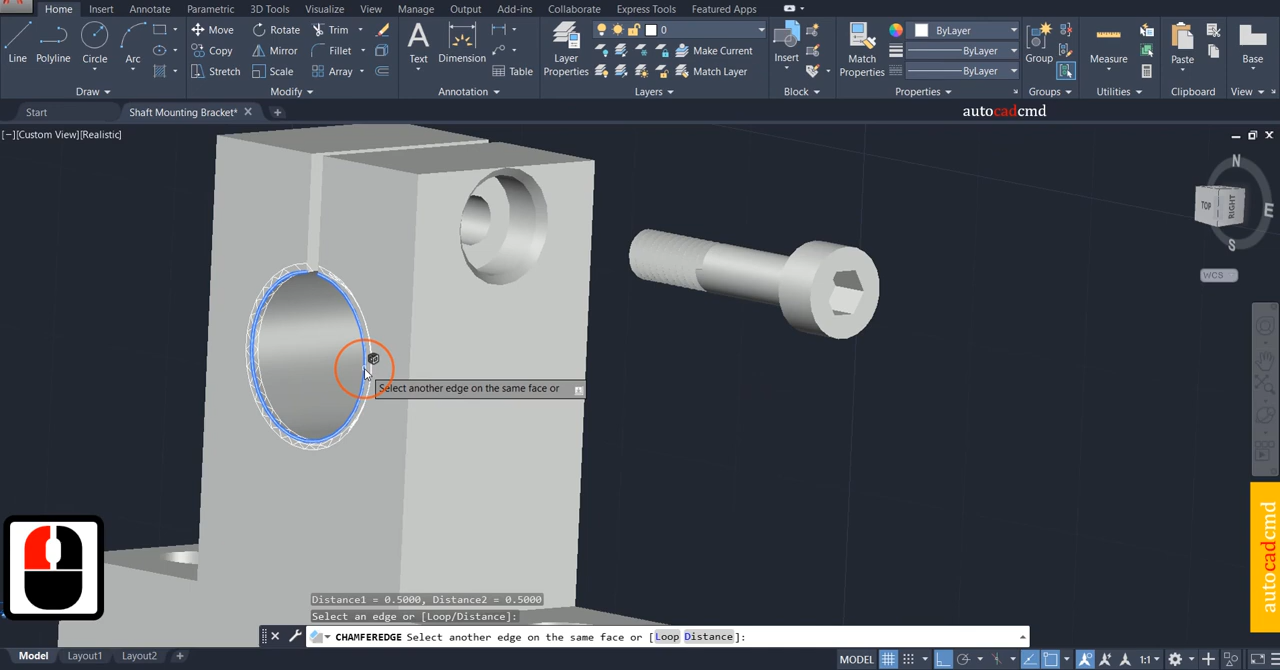 Home Insert Annotate Parametric 3D Tools Visualize View Manage Output Add-ins Collaborate Express Tools Featured Apps
Line Polyline Circle Arc
Move Rotate Trim
Copy Mirror Fillet
Stretch Scale Array
Text Dimension Table
Layer Properties
0
Make Current
Match Layer
Insert
Match Properties
ByLayer
ByLayer
ByLayer
Group Measure Paste Base
Draw Modify Annotation Layers Block Properties Groups Utilities Clipboard View
Start Shaft Mounting Bracket*
autocadcmd
[−][Custom View][Realistic]
N
TOP RIGHT E
S
WCS
Select another edge on the same face or
autocadcmd
Distance1 = 0.5000, Distance2 = 0.5000
Select an edge or [Loop/Distance]:
CHAMFEREDGE Select another edge on the same face or [Loop Distance]:
Model Layout1 Layout2 MODEL 1:1